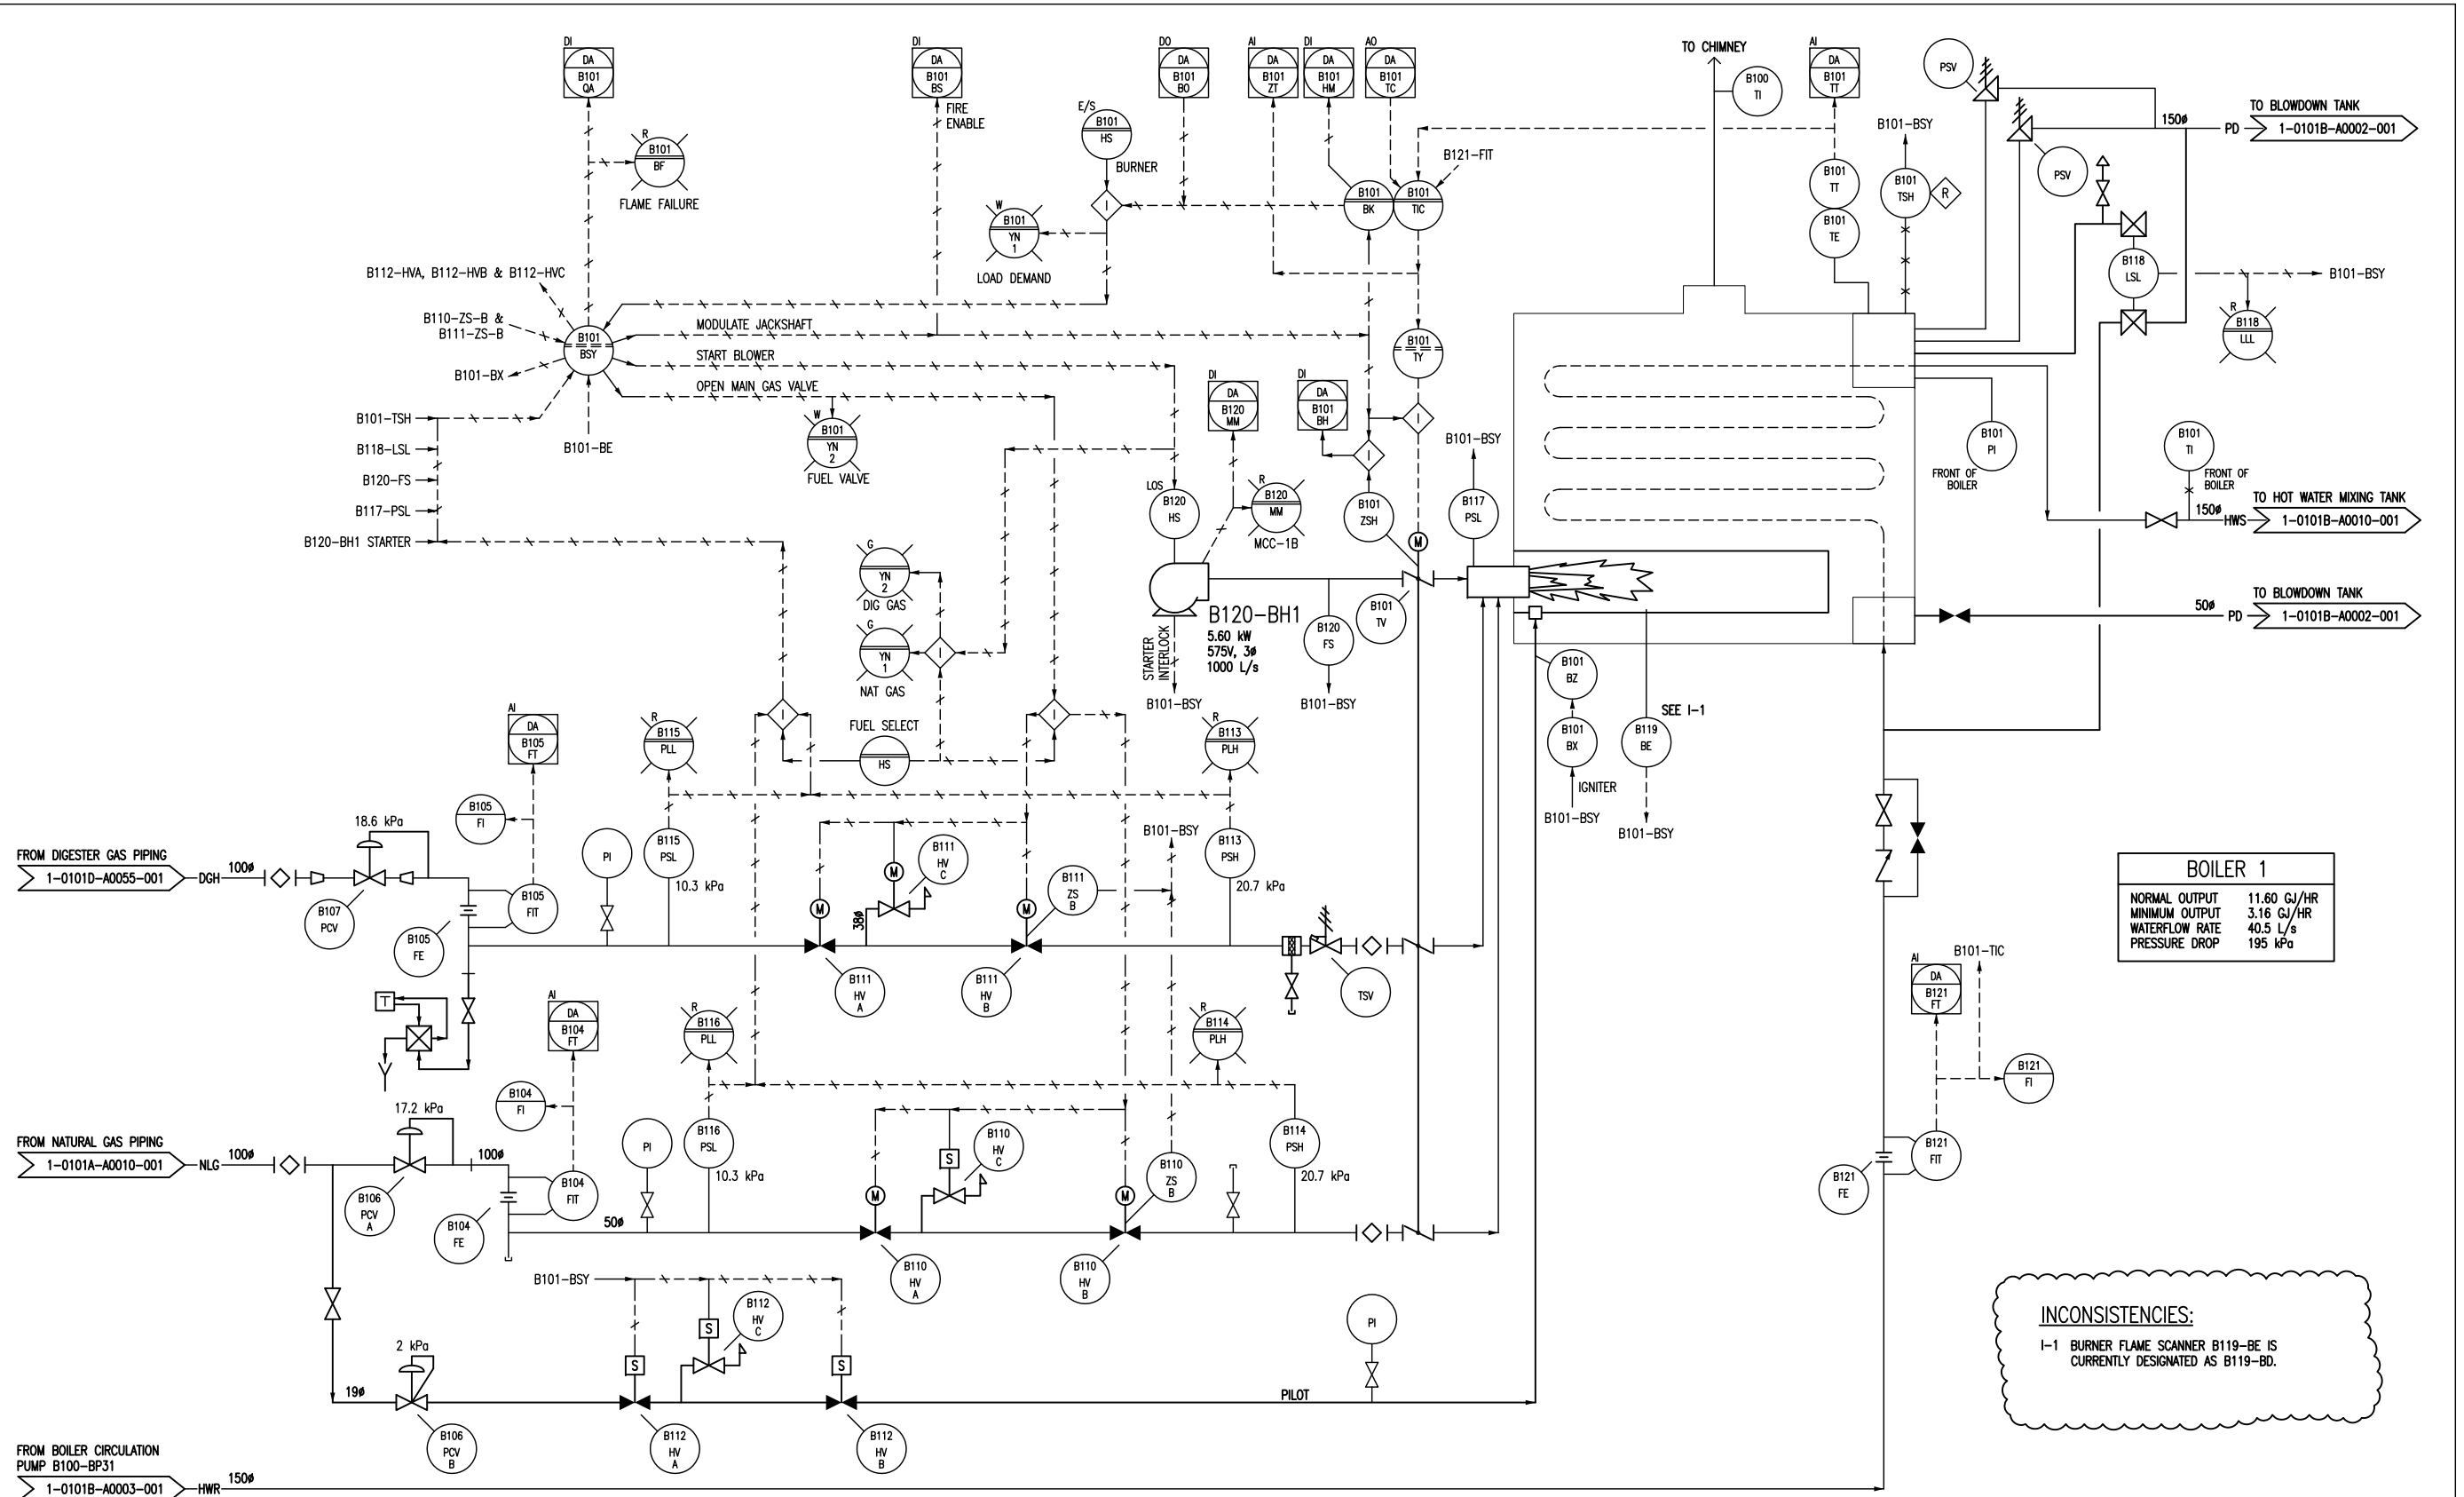 DI
DA
B101
QA
DI
DA
B101
BS
FIRE
ENABLE
DO
DA
B101
BO
AI
DA
B101
ZT
DI
DA
B101
HM
AO
DA
B101
TC
TO CHIMNEY
B100
TI
AI
DA
B101
TT
PSV
TO BLOWDOWN TANK
150ø
PD
1-0101B-A0002-001
R
B101
BF
FLAME FAILURE
E/S
B101
HS
BURNER
B121-FIT
B101-BSY
B101
TT
B101
TSH
R
PSV
W
B101
YN
1
LOAD DEMAND
I
B101
BK
B101
TIC
B101
TE
B118
LSL
B101-BSY
B112-HVA, B112-HVB & B112-HVC
B110-ZS-B &
B111-ZS-B
B101
BSY
MODULATE JACKSHAFT
START BLOWER
OPEN MAIN GAS VALVE
B101-BX
B101
TY
R
B118
LLL
B101-TSH
B118-LSL
B120-FS
B117-PSL
B120-BH1 STARTER
B101-BE
W
B101
YN
2
FUEL VALVE
DI
DA
B120
MM
DI
DA
B101
BH
I
I
B101-BSY
B101
PI
FRONT OF
BOILER
B101
TI
FRONT OF
BOILER
LOS
B120
HS
R
B120
MM
MCC-1B
B101
ZSH
B117
PSL
TO HOT WATER MIXING TANK
150ø
HWS
1-0101B-A0010-001
M
G
YN
2
DIG GAS
G
YN
1
NAT GAS
I
B120-BH1
5.60 kW
575V, 3ø
1000 L/s
STARTER
INTERLOCK
B101-BSY
B120
FS
B101-BSY
B101
TV
TO BLOWDOWN TANK
50ø
PD
1-0101B-A0002-001
B101
BZ
B101
BX
IGNITER
B101-BSY
SEE I-1
B119
BE
B101-BSY
AI
DA
B105
FT
R
B115
PLL
I
FUEL SELECT
HS
I
R
B113
PLH
B105
FI
18.6 kPa
PI
B115
PSL
10.3 kPa
B111
HV
C
M
B101-BSY
B113
PSH
20.7 kPa
FROM DIGESTER GAS PIPING
1-0101D-A0055-001
DGH
100ø
B107
PCV
B105
FIT
B105
FE
M
38ø
M
B111
ZS
B
B111
HV
A
B111
HV
B
TSV
BOILER 1
NORMAL OUTPUT 11.60 GJ/HR
MINIMUM OUTPUT 3.16 GJ/HR
WATERFLOW RATE 40.5 L/s
PRESSURE DROP 195 kPa
T
AI
DA
B104
FT
R
B116
PLL
R
B114
PLH
AI
DA
B121
FT
B101-TIC
B121
FI
B104
FI
17.2 kPa
PI
B116
PSL
10.3 kPa
S
B110
HV
C
B110
ZS
B
B114
PSH
20.7 kPa
FROM NATURAL GAS PIPING
1-0101A-A0010-001
NLG
100ø
100ø
B106
PCV
A
B104
FIT
B104
FE
50ø
M
M
B110
HV
A
B110
HV
B
B121
FIT
B121
FE
B101-BSY
S
S
B112
HV
C
S
PI
2 kPa
19ø
B106
PCV
B
B112
HV
A
B112
HV
B
PILOT
INCONSISTENCIES:
I-1 BURNER FLAME SCANNER B119-BE IS
CURRENTLY DESIGNATED AS B119-BD.
FROM BOILER CIRCULATION
PUMP B100-BP31
1-0101B-A0003-001
HWR
150ø